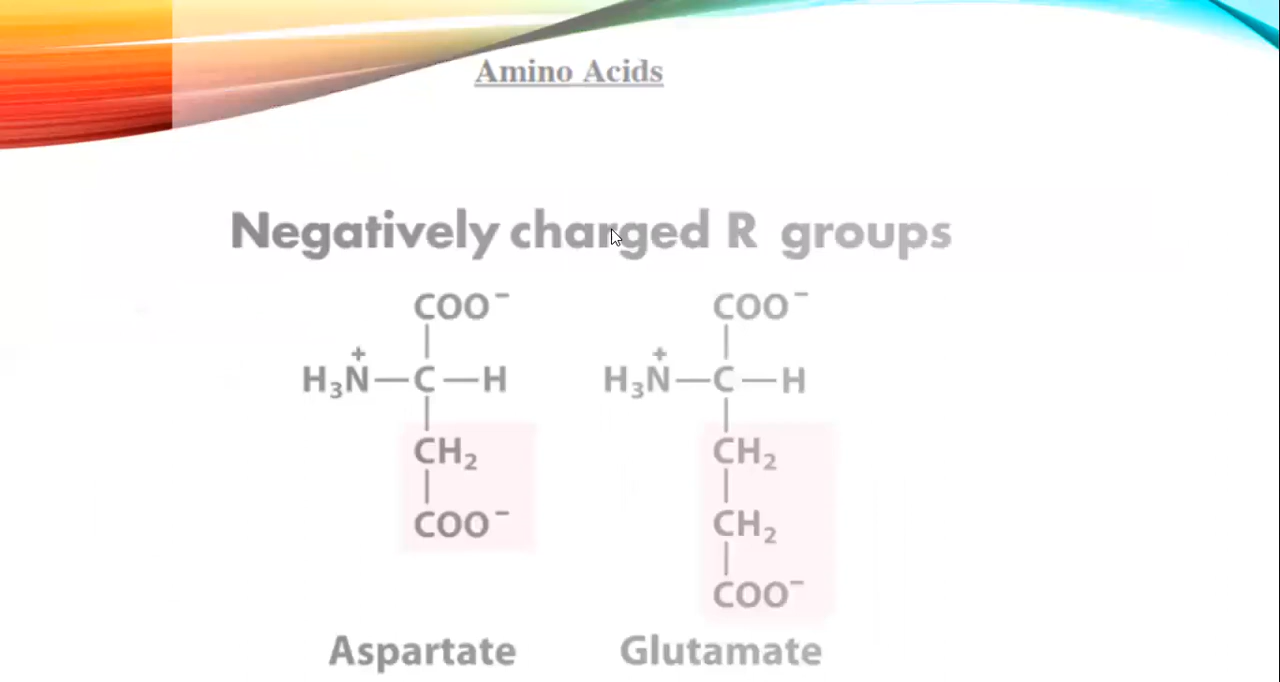 Amino Acids
Negatively charged R groups
COO⁻ COO⁻
H₃N⁺—C—H H₃N⁺—C—H
CH₂ CH₂
COO⁻ CH₂
COO⁻
Aspartate Glutamate